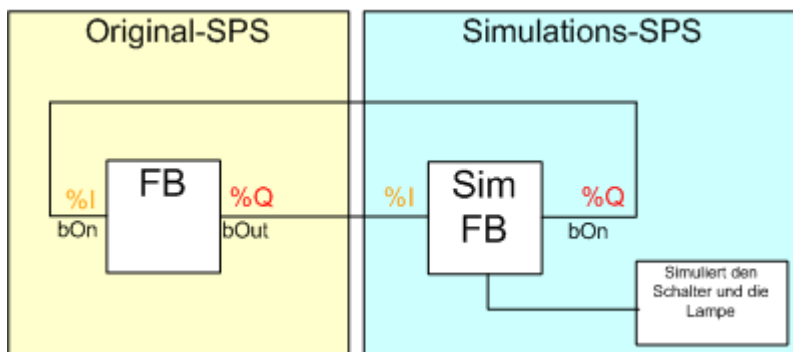 Original-SPS
Simulations-SPS
FB
%I
%Q
bOn
bOut
%I
Sim
FB
%Q
bOn
Simuliert den
Schalter und die
Lampe